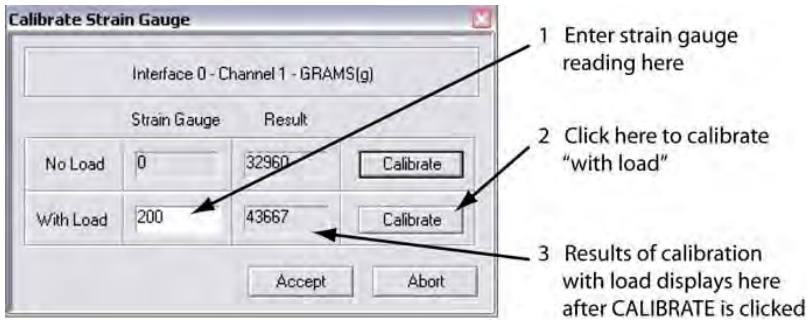 Calibrate Strain Gauge
Interface 0 - Channel 1 - GRAMS(g)
Strain Gauge Result
No Load 0 32960 Calibrate
With Load 200 43667 Calibrate
Accept Abort
1 Enter strain gauge
reading here
2 Click here to calibrate
“with load”
3 Results of calibration
with load displays here
after CALIBRATE is clicked